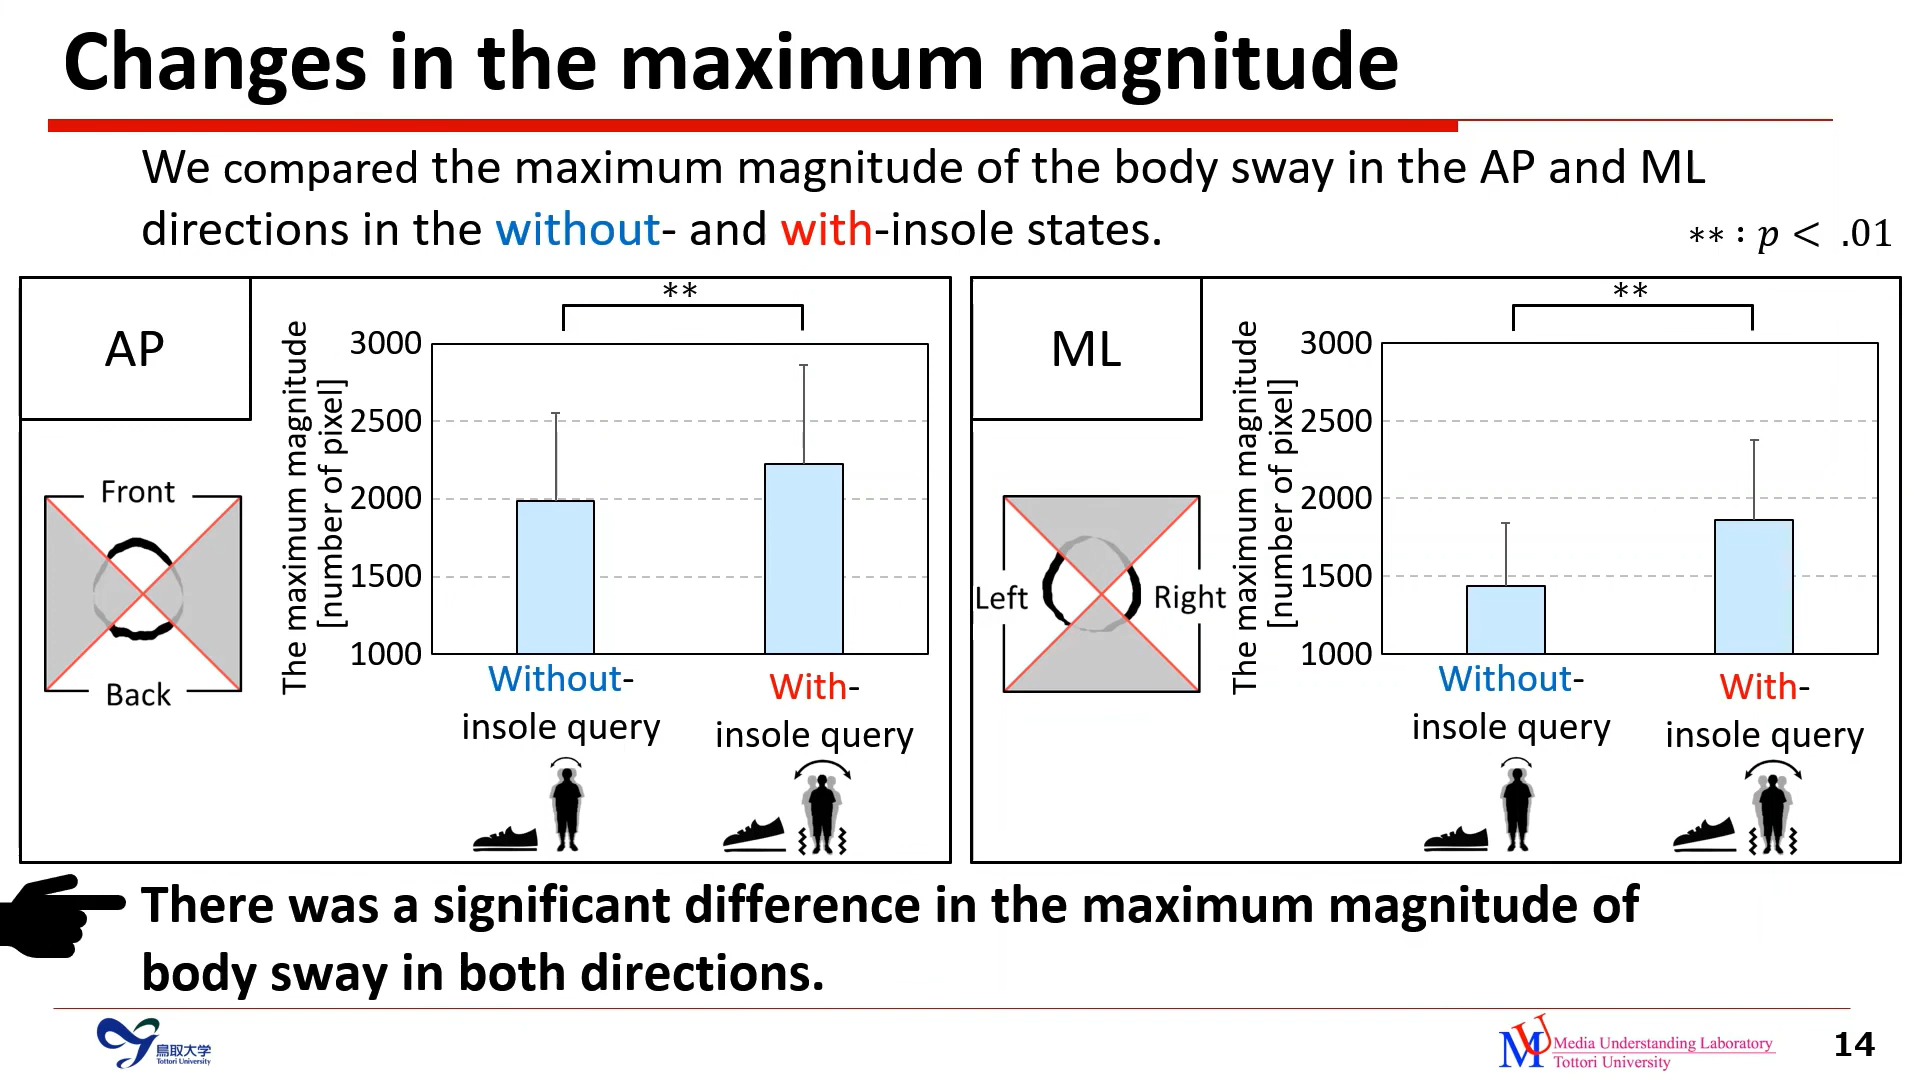 Changes in the maximum magnitude
We compared the maximum magnitude of the body sway in the AP and ML
directions in the without- and with-insole states.
** : p < .01
AP
Front
Back
The maximum magnitude
[number of pixel]
**
3000
2500
2000
1500
1000
Without-
insole query
With-
insole query
ML
Left
Right
The maximum magnitude
[number of pixel]
**
3000
2500
2000
1500
1000
Without-
insole query
With-
insole query
There was a significant difference in the maximum magnitude of
body sway in both directions.
鳥取大学
Tottori University
MU
Media Understanding Laboratory
Tottori University
14